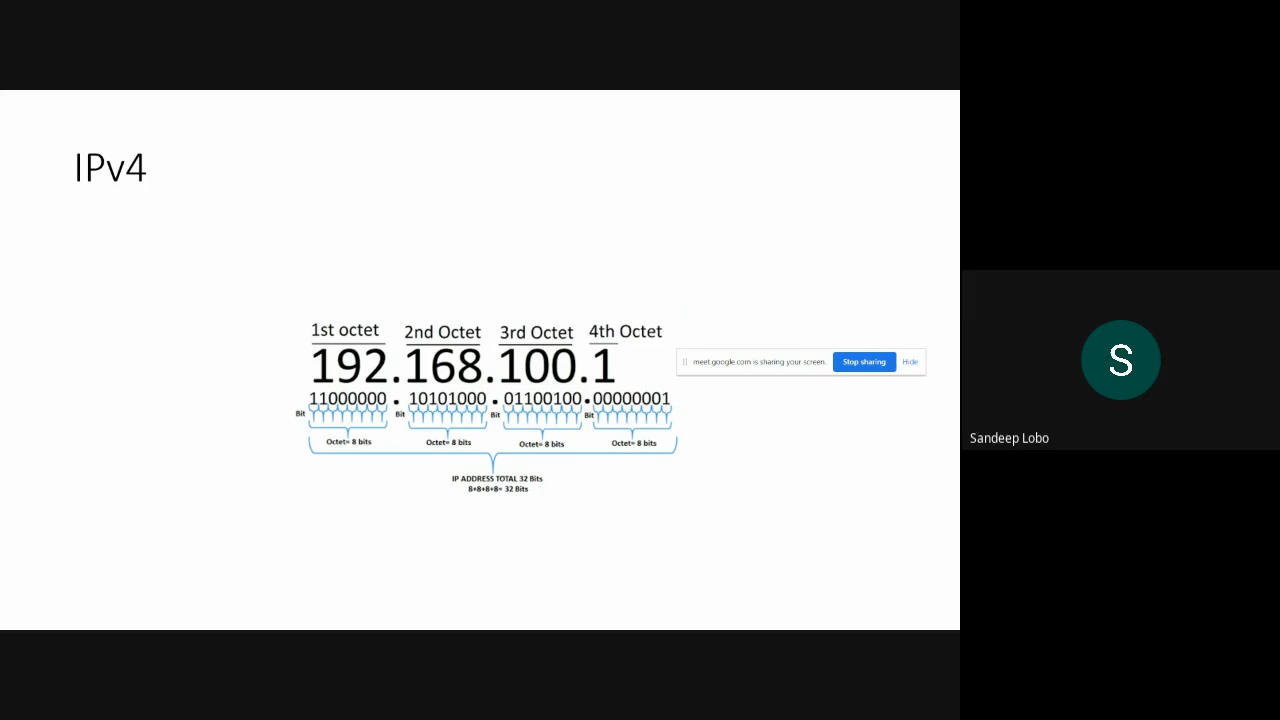 IPv4
1st octet 2nd Octet 3rd Octet 4th Octet
192.168.100.1
meet.google.com is sharing your screen. Stop sharing Hide
11000000 . 10101000 . 01100100 . 00000001
Bit Bit Bit Bit
Octet= 8 bits Octet= 8 bits Octet= 8 bits Octet= 8 bits
IP ADDRESS TOTAL 32 Bits
8+8+8+8= 32 Bits
S
Sandeep Lobo